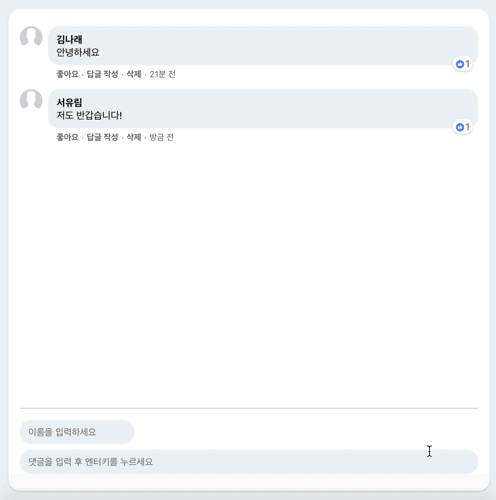 김나래
안녕하세요
1
좋아요 · 답글 작성 · 삭제 · 21분 전
서유림
저도 반갑습니다!
1
좋아요 · 답글 작성 · 삭제 · 방금 전
이름을 입력하세요
댓글을 입력 후 엔터키를 누르세요